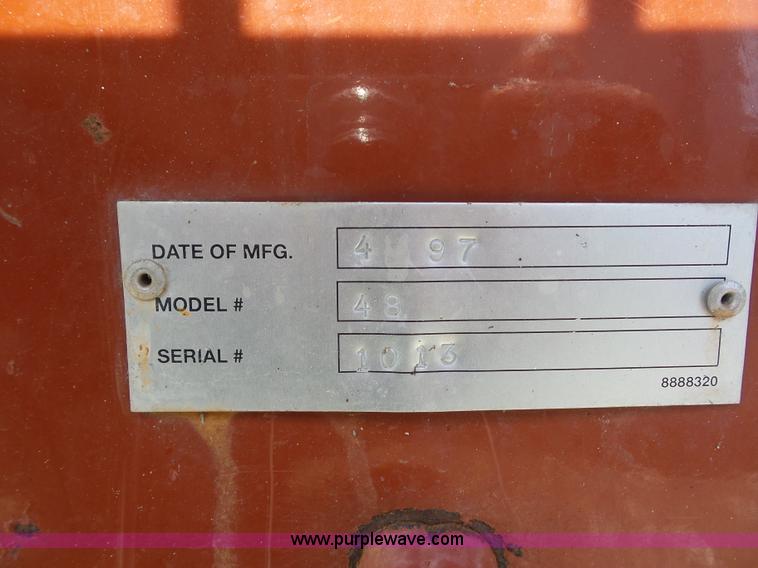 DATE OF MFG. 4 97
MODEL # 48
SERIAL # 1013
8888320
www.purplewave.com